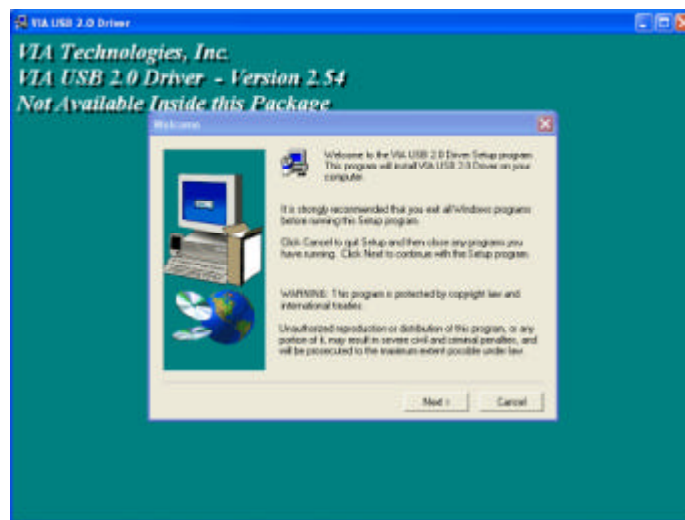 VIA USB 2.0 Driver
VIA Technologies, Inc.
VIA USB 2.0 Driver - Version 2.54
Not Available Inside this Package
Welcome
Welcome to the VIA USB 2.0 Driver Setup program.
This program will install VIA USB 2.0 Driver on your
computer.
It is strongly recommended that you exit all Windows programs
before running this Setup program.
Click Cancel to quit Setup and then close any programs you
have running. Click Next to continue with the Setup program.
WARNING: This program is protected by copyright law and
international treaties.
Unauthorized reproduction or distribution of this program, or any
portion of it, may result in severe civil and criminal penalties, and
will be prosecuted to the maximum extent possible under law.
Next >
Cancel